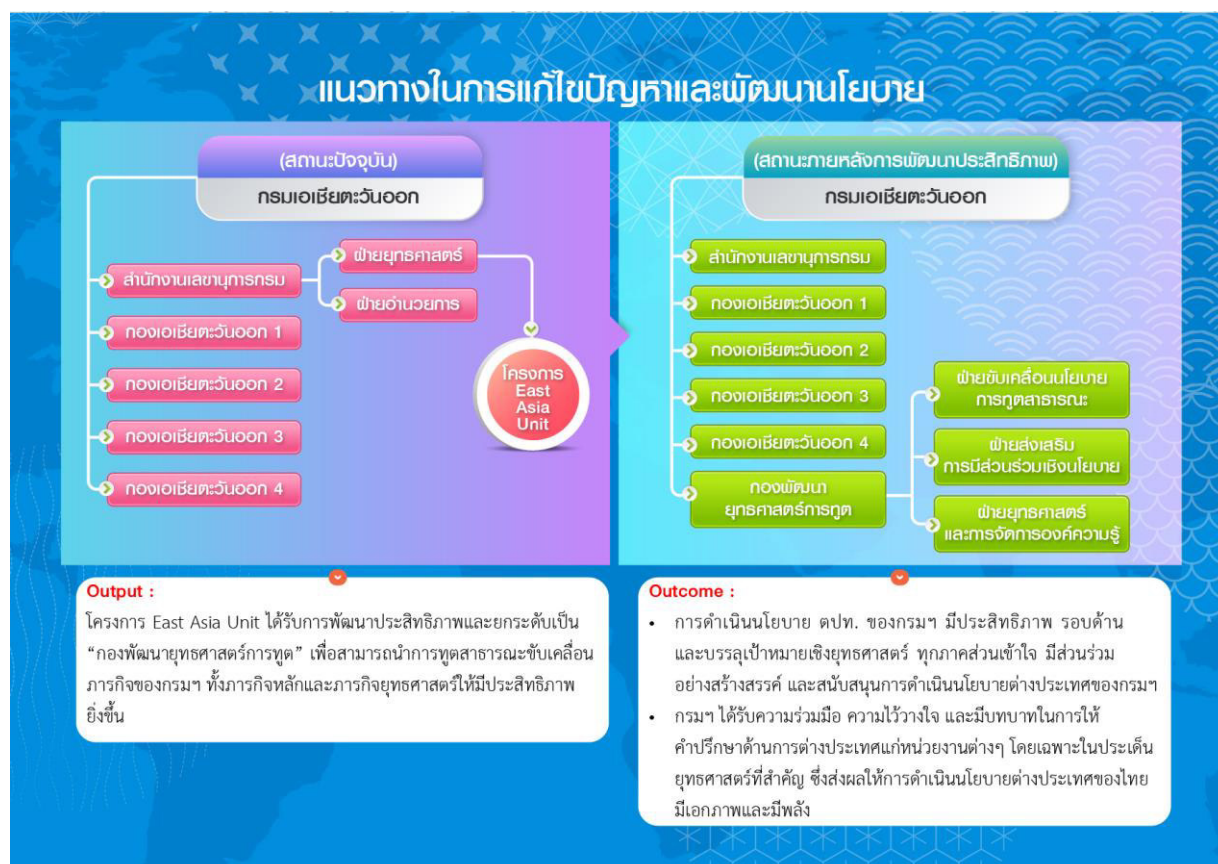 แนวทางในการแก้ไขปัญหาและพัฒนานโยบาย
(สถานะปัจจุบัน)
กรมเอเชียตะวันออก
สำนักงานเลขานุการกรม
ฝ่ายยุทธศาสตร์
ฝ่ายอำนวยการ
กองเอเชียตะวันออก 1
กองเอเชียตะวันออก 2
กองเอเชียตะวันออก 3
กองเอเชียตะวันออก 4
โครงการ
East
Asia
Unit
(สถานะภายหลังการพัฒนาประสิทธิภาพ)
กรมเอเชียตะวันออก
สำนักงานเลขานุการกรม
กองเอเชียตะวันออก 1
กองเอเชียตะวันออก 2
กองเอเชียตะวันออก 3
กองเอเชียตะวันออก 4
กองพัฒนา
ยุทธศาสตร์การทูต
ฝ่ายขับเคลื่อนนโยบาย
การทูตสาธารณะ
ฝ่ายส่งเสริม
การมีส่วนร่วมเชิงนโยบาย
ฝ่ายยุทธศาสตร์
และการจัดการองค์ความรู้
Output :
โครงการ East Asia Unit ได้รับการพัฒนาประสิทธิภาพและยกระดับเป็น
“กองพัฒนายุทธศาสตร์การทูต” เพื่อสามารถนำการทูตสาธารณะขับเคลื่อน
ภารกิจของกรมฯ ทั้งภารกิจหลักและภารกิจยุทธศาสตร์ให้มีประสิทธิภาพ
ยิ่งขึ้น
Outcome :
• การดำเนินนโยบาย ตปท. ของกรมฯ มีประสิทธิภาพ รอบด้าน
และบรรลุเป้าหมายเชิงยุทธศาสตร์ ทุกภาคส่วนเข้าใจ มีส่วนร่วม
อย่างสร้างสรรค์ และสนับสนุนการดำเนินนโยบายต่างประเทศของกรมฯ
• กรมฯ ได้รับความร่วมมือ ความไว้วางใจ และมีบทบาทในการให้
คำปรึกษาด้านการต่างประเทศแก่หน่วยงานต่างๆ โดยเฉพาะในประเด็น
ยุทธศาสตร์ที่สำคัญ ซึ่งส่งผลให้การดำเนินนโยบายต่างประเทศของไทย
มีเอกภาพและมีพลัง